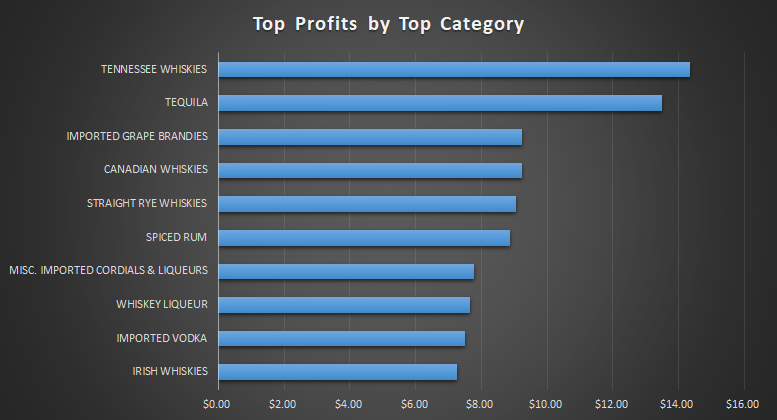 Top Profits by Top Category
TENNESSEE WHISKIES
TEQUILA
IMPORTED GRAPE BRANDIES
CANADIAN WHISKIES
STRAIGHT RYE WHISKIES
SPICED RUM
MISC. IMPORTED CORDIALS & LIQUEURS
WHISKEY LIQUEUR
IMPORTED VODKA
IRISH WHISKIES
$0.00 $2.00 $4.00 $6.00 $8.00 $10.00 $12.00 $14.00 $16.00